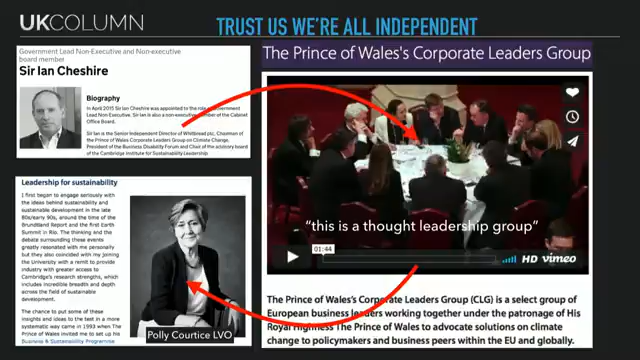 UKCOLUMN
TRUST US WE'RE ALL INDEPENDENT
Government Lead Non-Executive and Non-executive
board member
Sir Ian Cheshire
Biography
In April 2015 Sir Ian Cheshire was appointed to the role of Government
Lead Non Executive. Sir Ian is also a non-executive member of the Cabinet
Office Board.
Sir Ian is the Senior Independent Director of Whitbread plc, Chairman of
the Prince of Wales Corporate Leaders Group on Climate Change,
President of the Business Disability Forum and Chair of the advisory board
of the Cambridge Institute for Sustainability Leadership
The Prince of Wales's Corporate Leaders Group
"this is a thought leadership group"
01:44
HD vimeo
Leadership for sustainability
I first began to engage seriously with
the ideas behind sustainability and
sustainable development in the late
80s/early 90s, around the time of
the Brundtland Report and the first
Earth Summit in Rio. The thinking and
the debate surrounding these events
greatly resonated with me personally
but they also coincided with my joining
the University with a remit to provide
industry with greater access to
Cambridge's research strengths, which
includes incredible breadth and depth
across the field of sustainable
development.
The chance to put some of these
insights and ideas to the test in a more
systematic way came in 1993 when The
Prince of Wales invited me to set up his
Business & Sustainability Programme
Polly Courtice LVO
The Prince of Wales's Corporate Leaders Group (CLG) is a select group of
European business leaders working together under the patronage of His
Royal Highness The Prince of Wales to advocate solutions on climate
change to policymakers and business peers within the EU and globally.